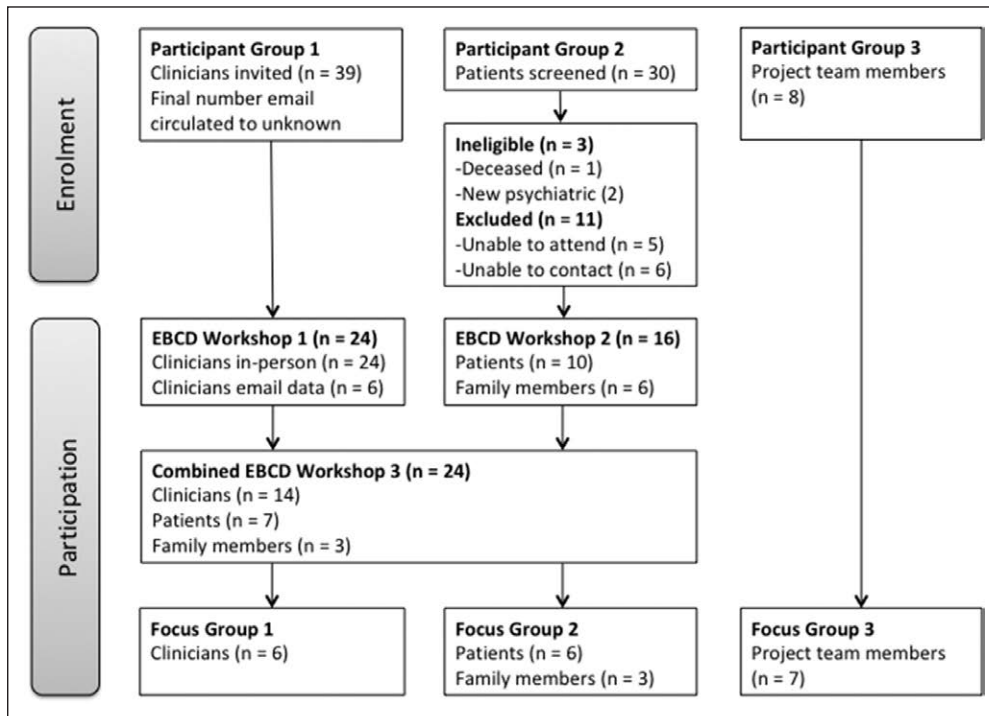 Enrolment
Participant Group 1
Clinicians invited (n = 39)
Final number email
circulated to unknown
Participant Group 2
Patients screened (n = 30)
Participant Group 3
Project team members
(n = 8)
Ineligible (n = 3)
-Deceased (n = 1)
-New psychiatric (2)
Excluded (n = 11)
-Unable to attend (n = 5)
-Unable to contact (n = 6)
Participation
EBCD Workshop 1 (n = 24)
Clinicians in-person (n = 24)
Clinicians email data (n = 6)
EBCD Workshop 2 (n = 16)
Patients (n = 10)
Family members (n = 6)
Combined EBCD Workshop 3 (n = 24)
Clinicians (n = 14)
Patients (n = 7)
Family members (n = 3)
Focus Group 1
Clinicians (n = 6)
Focus Group 2
Patients (n = 6)
Family members (n = 3)
Focus Group 3
Project team members
(n = 7)